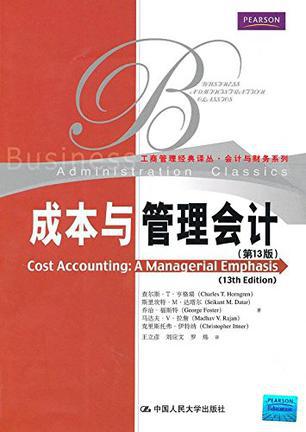 PEARSON
BUSINESS
ADMINISTRATION
CLASSICS
工商管理经典译丛·会计与财务系列
Business
Administration Classics
成本与管理会计
(第13版)
Cost Accounting: A Managerial Emphasis
(13th Edition)
查尔斯·T·亨格瑞 (Charles T. Horngren)
斯里坎特·M·达塔尔 (Srikant M. Datar)
乔治·福斯特 (George Foster) 著
马达夫·V·拉詹 (Madhav V. Rajan)
克里斯托弗·伊特纳 (Christopher Ittner)
王立彦 刘应文 罗炜 译
中国人民大学出版社
PEARSON